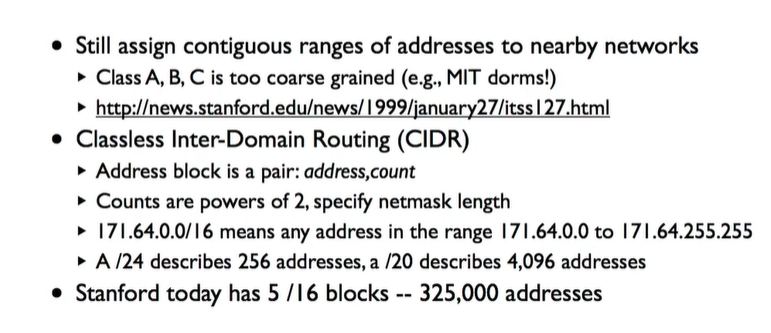 • Still assign contiguous ranges of addresses to nearby networks
‣ Class A, B, C is too coarse grained (e.g., MIT dorms!)
‣ http://news.stanford.edu/news/1999/january27/itss127.html
• Classless Inter-Domain Routing (CIDR)
‣ Address block is a pair: address,count
‣ Counts are powers of 2, specify netmask length
‣ 171.64.0.0/16 means any address in the range 171.64.0.0 to 171.64.255.255
‣ A /24 describes 256 addresses, a /20 describes 4,096 addresses
• Stanford today has 5 /16 blocks -- 325,000 addresses